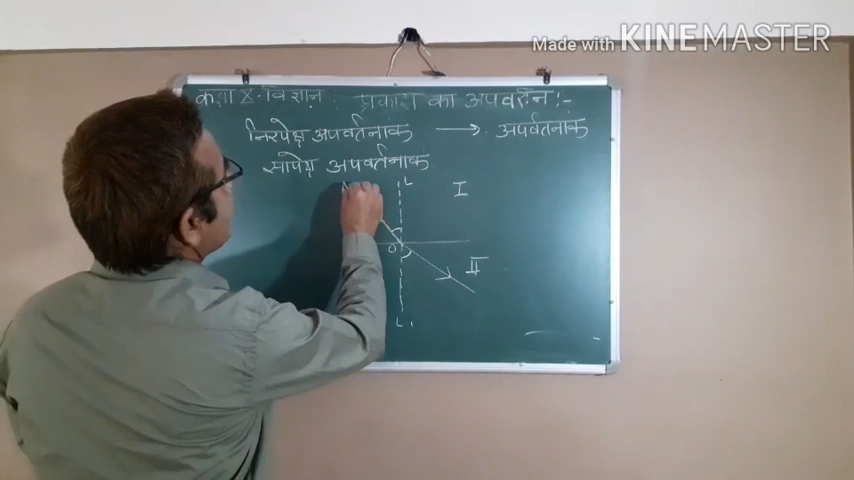 Made with KINEMASTER
कक्षा X - विज्ञान : प्रकाश का अपवर्तन :-
निरपेक्ष अपवर्तनाक → अपवर्तनाक
सापेक्ष अपवर्तनाक
L
I
O
II
L'